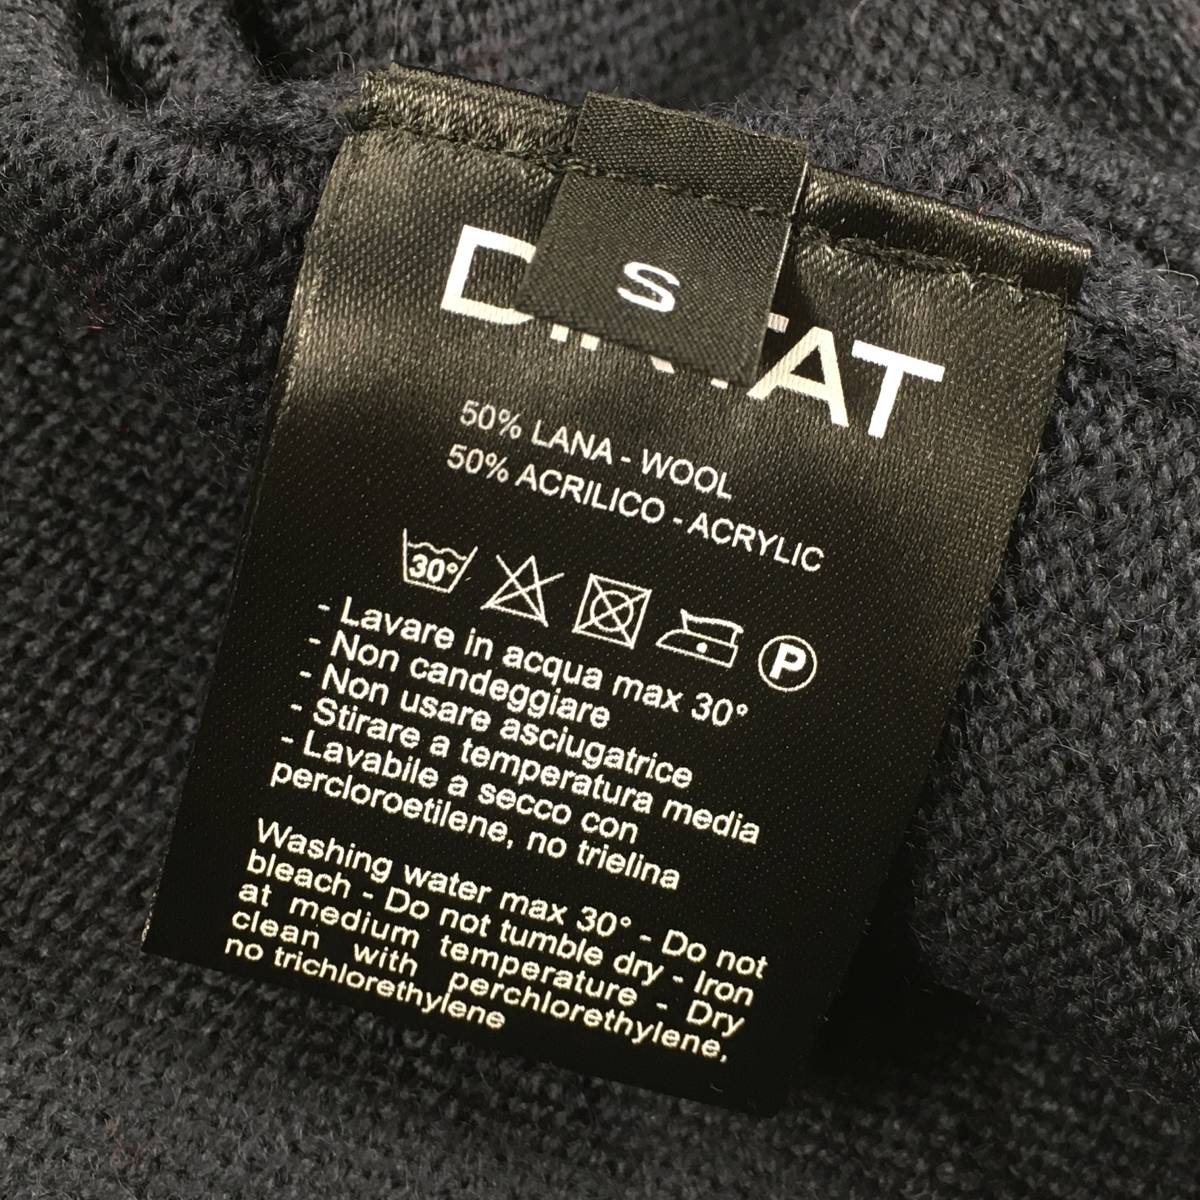 S
50% LANA - WOOL
50% ACRILICO - ACRYLIC
30°
P
- Lavare in acqua max 30°
- Non candeggiare
- Non usare asciugatrice
- Stirare a temperatura media
- Lavabile a secco con
percloroetilene, no trielina
Washing water max 30° - Do not
bleach - Do not tumble dry - Iron
at medium temperature - Dry
clean with perchlorethylene,
no trichlorethylene